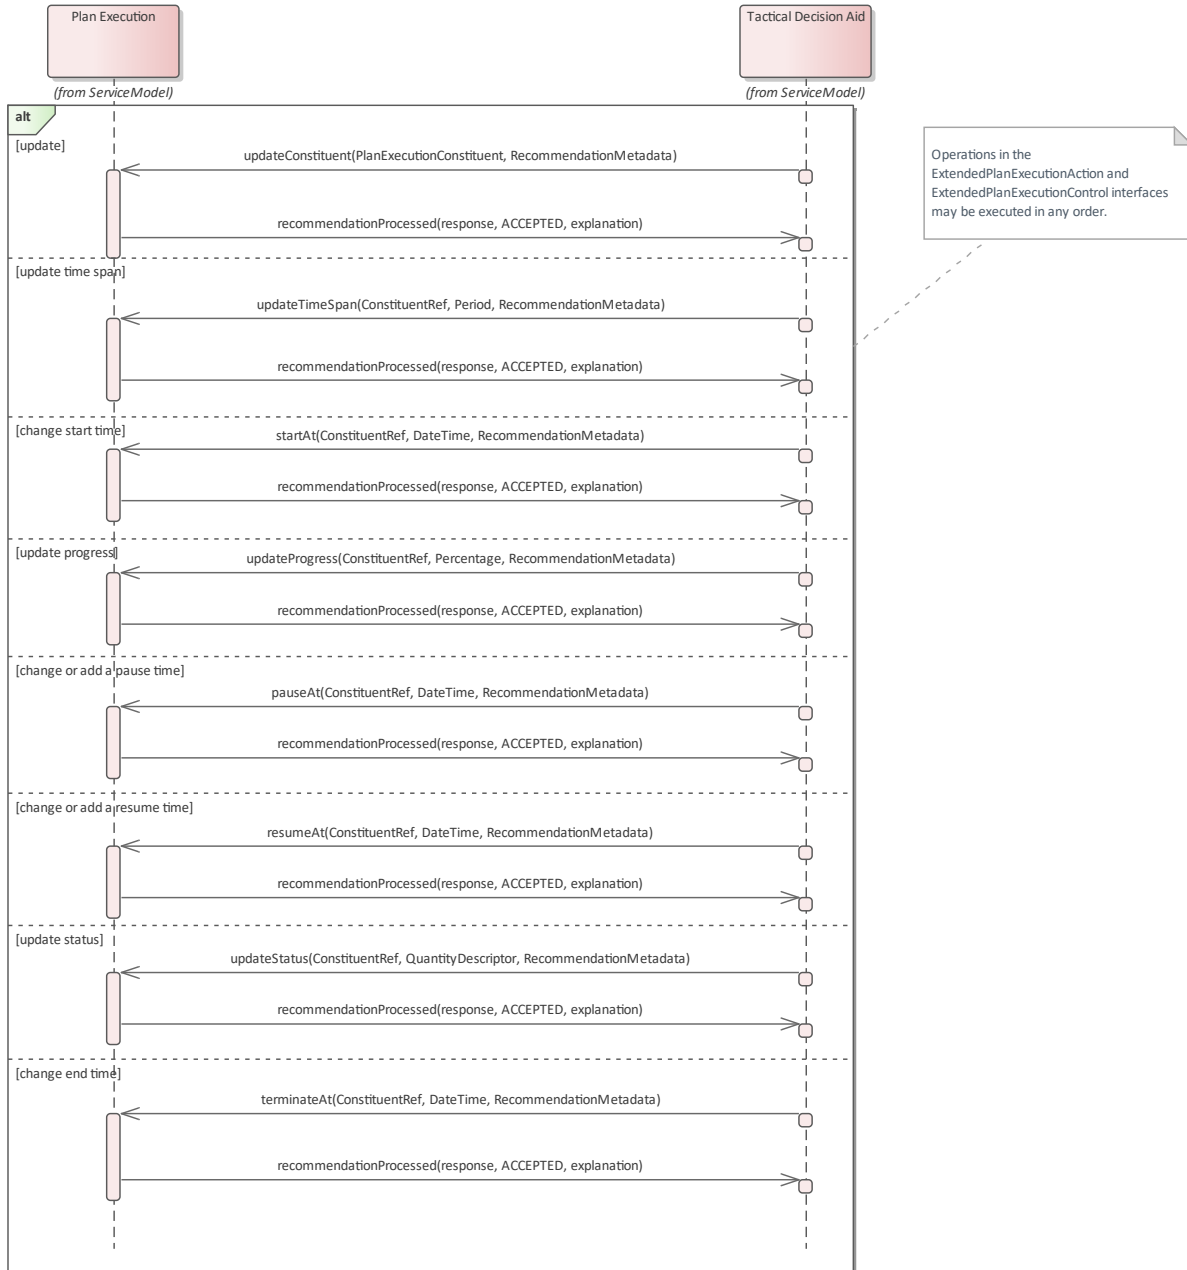 Plan Execution
Tactical Decision Aid
(from ServiceModel)
(from ServiceModel)
alt
[update]
updateConstituent(PlanExecutionConstituent, RecommendationMetadata)
Operations in the
ExtendedPlanExecutionAction and
ExtendedPlanExecutionControl interfaces
may be executed in any order.
recommendationProcessed(response, ACCEPTED, explanation)
[update time span]
updateTimeSpan(ConstituentRef, Period, RecommendationMetadata)
recommendationProcessed(response, ACCEPTED, explanation)
[change start time]
startAt(ConstituentRef, DateTime, RecommendationMetadata)
recommendationProcessed(response, ACCEPTED, explanation)
[update progress]
updateProgress(ConstituentRef, Percentage, RecommendationMetadata)
recommendationProcessed(response, ACCEPTED, explanation)
[change or add a pause time]
pauseAt(ConstituentRef, DateTime, RecommendationMetadata)
recommendationProcessed(response, ACCEPTED, explanation)
[change or add a resume time]
resumeAt(ConstituentRef, DateTime, RecommendationMetadata)
recommendationProcessed(response, ACCEPTED, explanation)
[update status]
updateStatus(ConstituentRef, QuantityDescriptor, RecommendationMetadata)
recommendationProcessed(response, ACCEPTED, explanation)
[change end time]
terminateAt(ConstituentRef, DateTime, RecommendationMetadata)
recommendationProcessed(response, ACCEPTED, explanation)